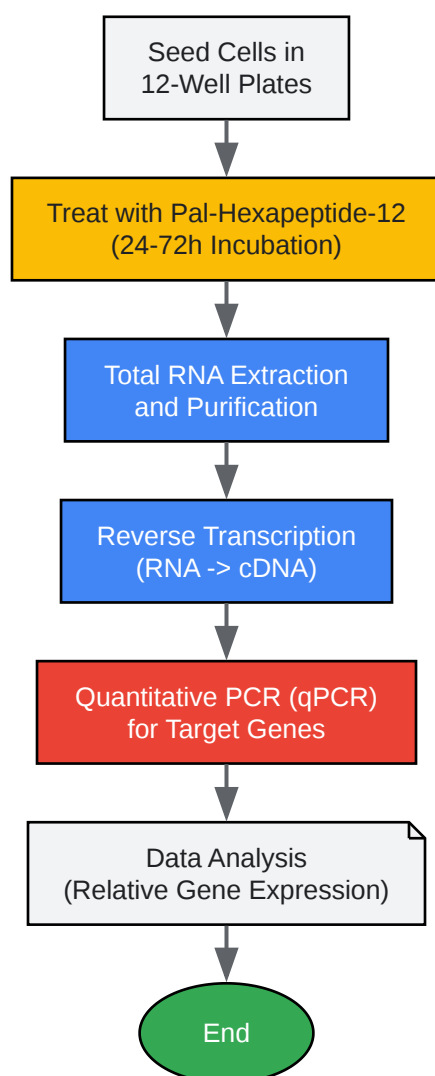 Seed Cells in
12-Well Plates
Treat with Pal-Hexapeptide-12
(24-72h Incubation)
Total RNA Extraction
and Purification
Reverse Transcription
(RNA -> cDNA)
Quantitative PCR (qPCR)
for Target Genes
Data Analysis
(Relative Gene Expression)
End